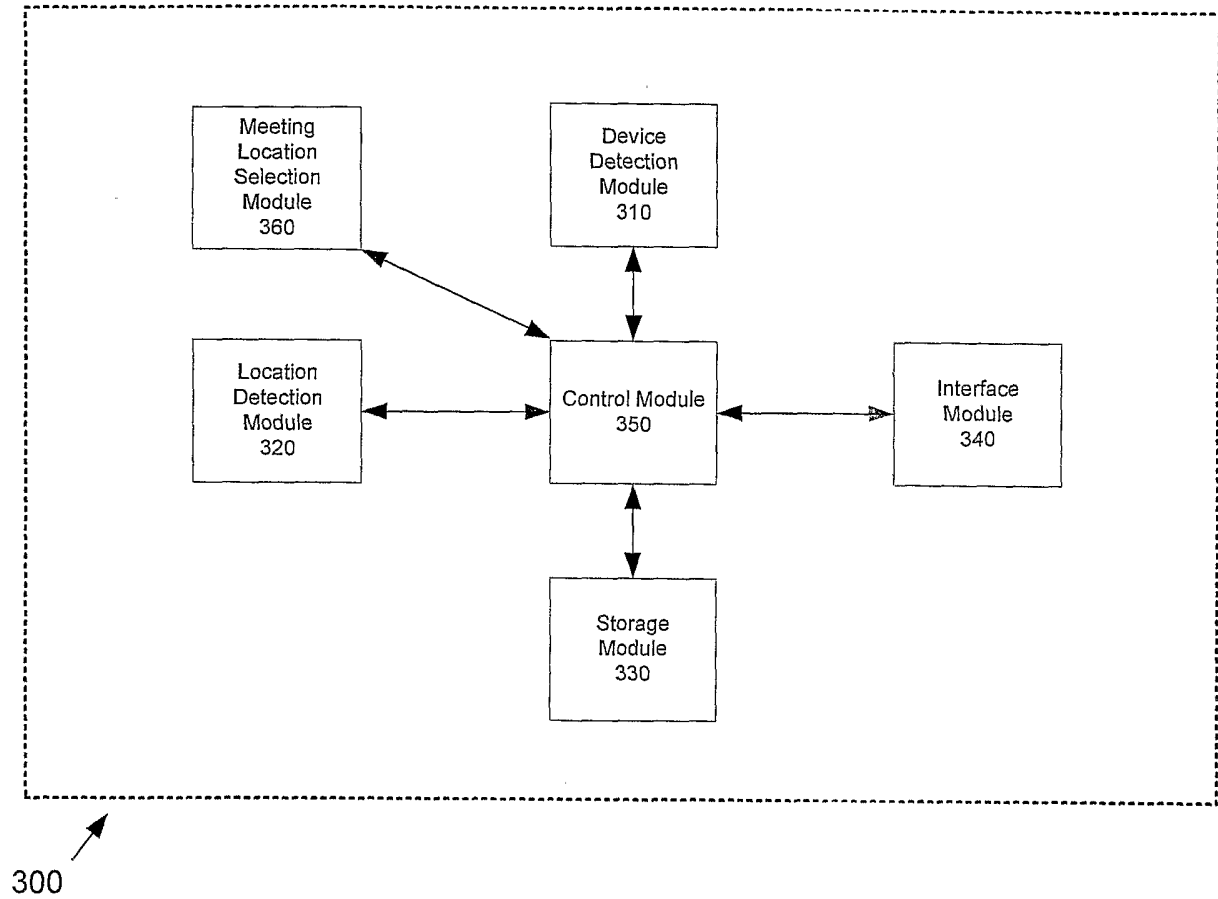 Meeting
Location
Selection
Module
360
Device
Detection
Module
310
Location
Detection
Module
320
Control Module
350
Interface
Module
340
Storage
Module
330
300